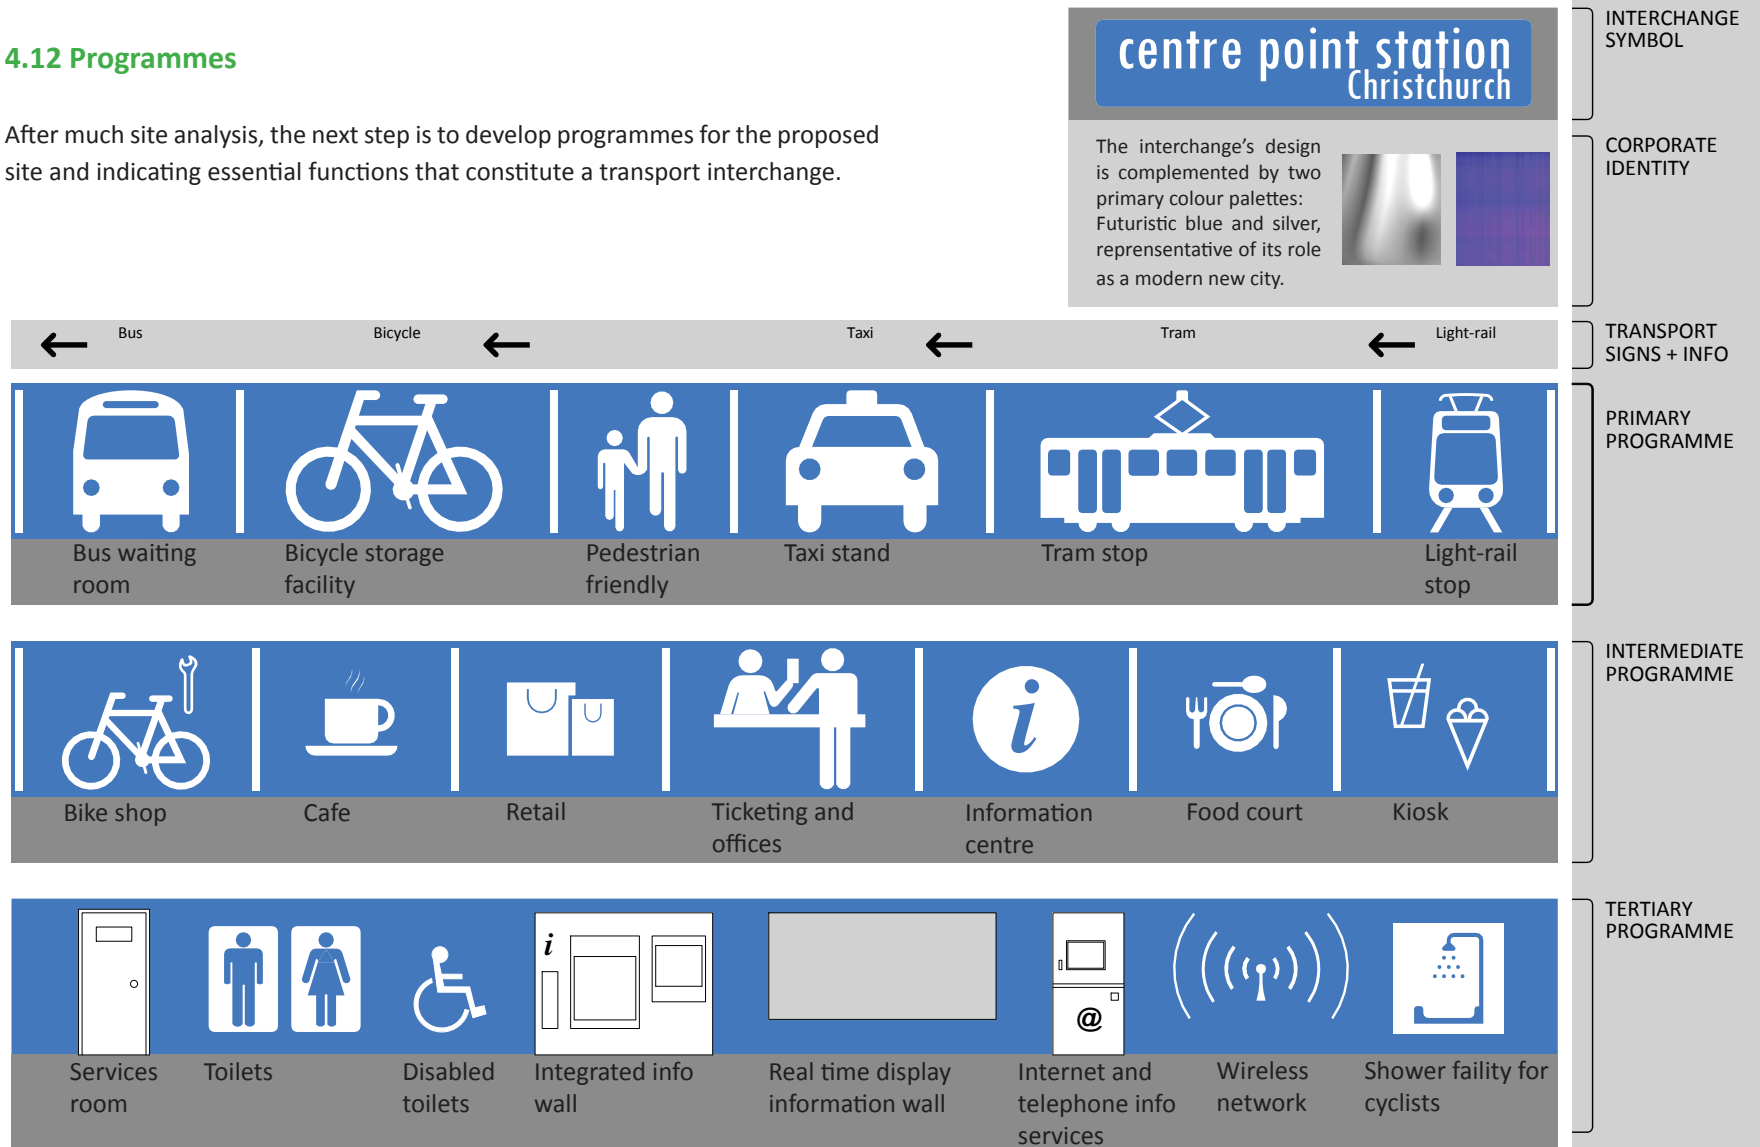 4.12 Programmes
After much site analysis, the next step is to develop programmes for the proposed
site and indicating essential functions that constitute a transport interchange.
centre point station
Christchurch
INTERCHANGE
SYMBOL
The interchange's design
is complemented by two
primary colour palettes:
Futuristic blue and silver,
reprensentative of its role
as a modern new city.
CORPORATE
IDENTITY
Bus
Bicycle
Taxi
Tram
Light-rail
TRANSPORT
SIGNS + INFO
PRIMARY
PROGRAMME
Bus waiting
room
Bicycle storage
facility
Pedestrian
friendly
Taxi stand
Tram stop
Light-rail
stop
INTERMEDIATE
PROGRAMME
i
Bike shop
Cafe
Retail
Ticketing and
offices
Information
centre
Food court
Kiosk
TERTIARY
PROGRAMME
i
@
Services
room
Toilets
Disabled
toilets
Integrated info
wall
Real time display
information wall
Internet and
telephone info
services
Wireless
network
Shower faility for
cyclists